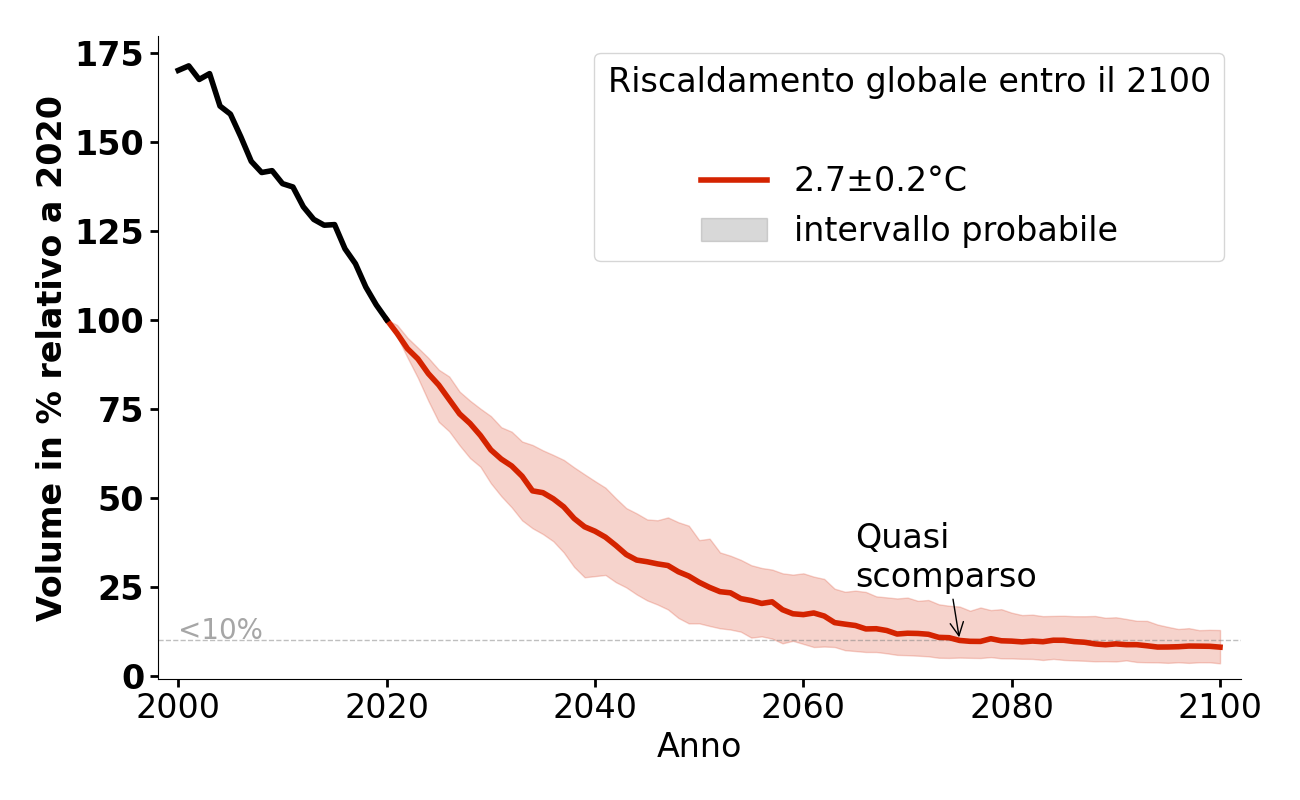 175
150
125
100
75
50
25
0
Volume in % relativo a 2020
Riscaldamento globale entro il 2100
2.7±0.2°C
intervallo probabile
Quasi
scomparso
<10%
2000
2020
2040
2060
2080
2100
Anno